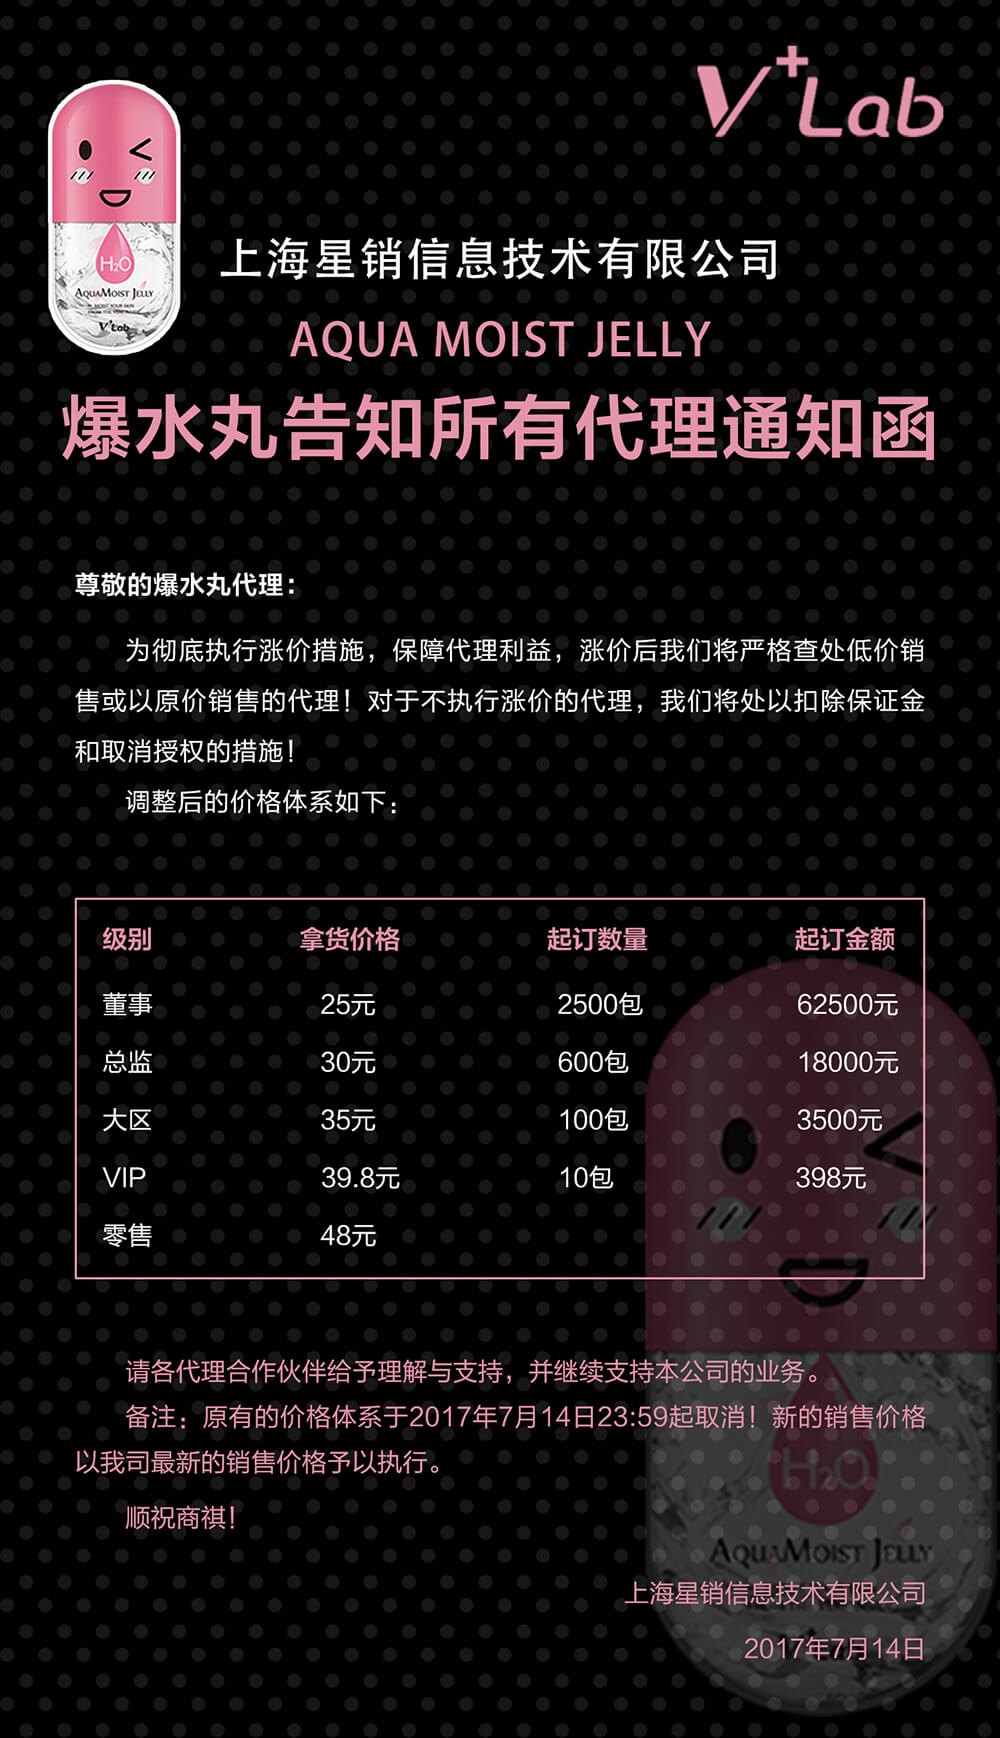 V+Lab
H₂O
AQUAMOIST JELLY
MOIST YOUR SKIN
FROM THE VERY INSIDE
V+Lab
上海星销信息技术有限公司
AQUA MOIST JELLY
爆水丸告知所有代理通知函
尊敬的爆水丸代理：
为彻底执行涨价措施，保障代理利益，涨价后我们将严格查处低价销
售或以原价销售的代理！对于不执行涨价的代理，我们将处以扣除保证金
和取消授权的措施！
调整后的价格体系如下：
级别 拿货价格 起订数量 起订金额
董事 25元 2500包 62500元
总监 30元 600包 18000元
大区 35元 100包 3500元
VIP 39.8元 10包 398元
零售 48元
请各代理合作伙伴给予理解与支持，并继续支持本公司的业务。
备注：原有的价格体系于2017年7月14日23:59起取消！新的销售价格
以我司最新的销售价格予以执行。
顺祝商祺！
H₂O
AQUAMOIST JELLY
上海星销信息技术有限公司
2017年7月14日